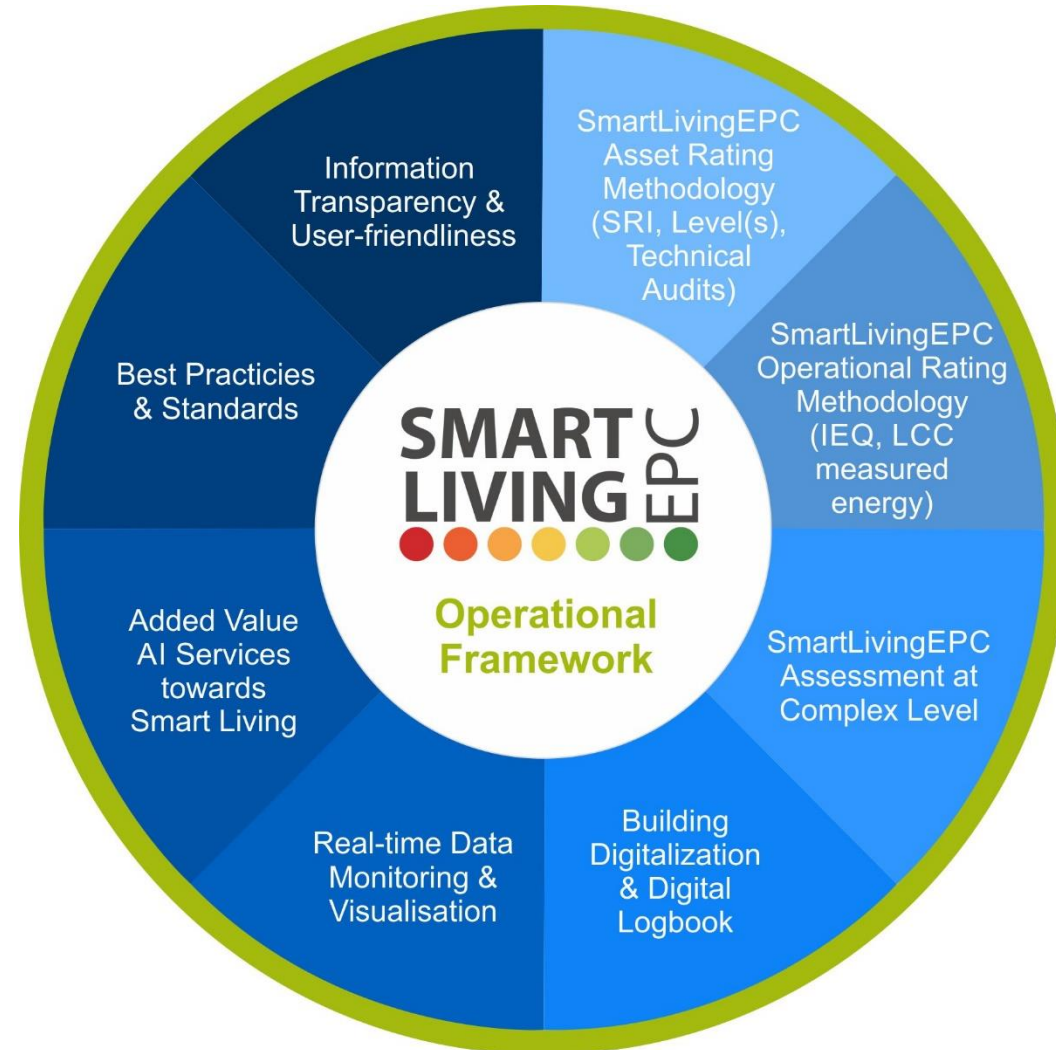 SmartLivingEPC
Asset Rating
Methodology
(SRI, Level(s),
Technical
Audits)
SmartLivingEPC
Operational Rating
Methodology
(IEQ, LCC
measured
energy)
SmartLivingEPC
Assessment at
Complex Level
Building
Digitalization
& Digital
Logbook
Real-time Data
Monitoring &
Visualisation
Added Value
AI Services
towards
Smart Living
Best Practicies
& Standards
Information
Transparency &
User-friendliness
SMART
LIVING
EPC
Operational
Framework